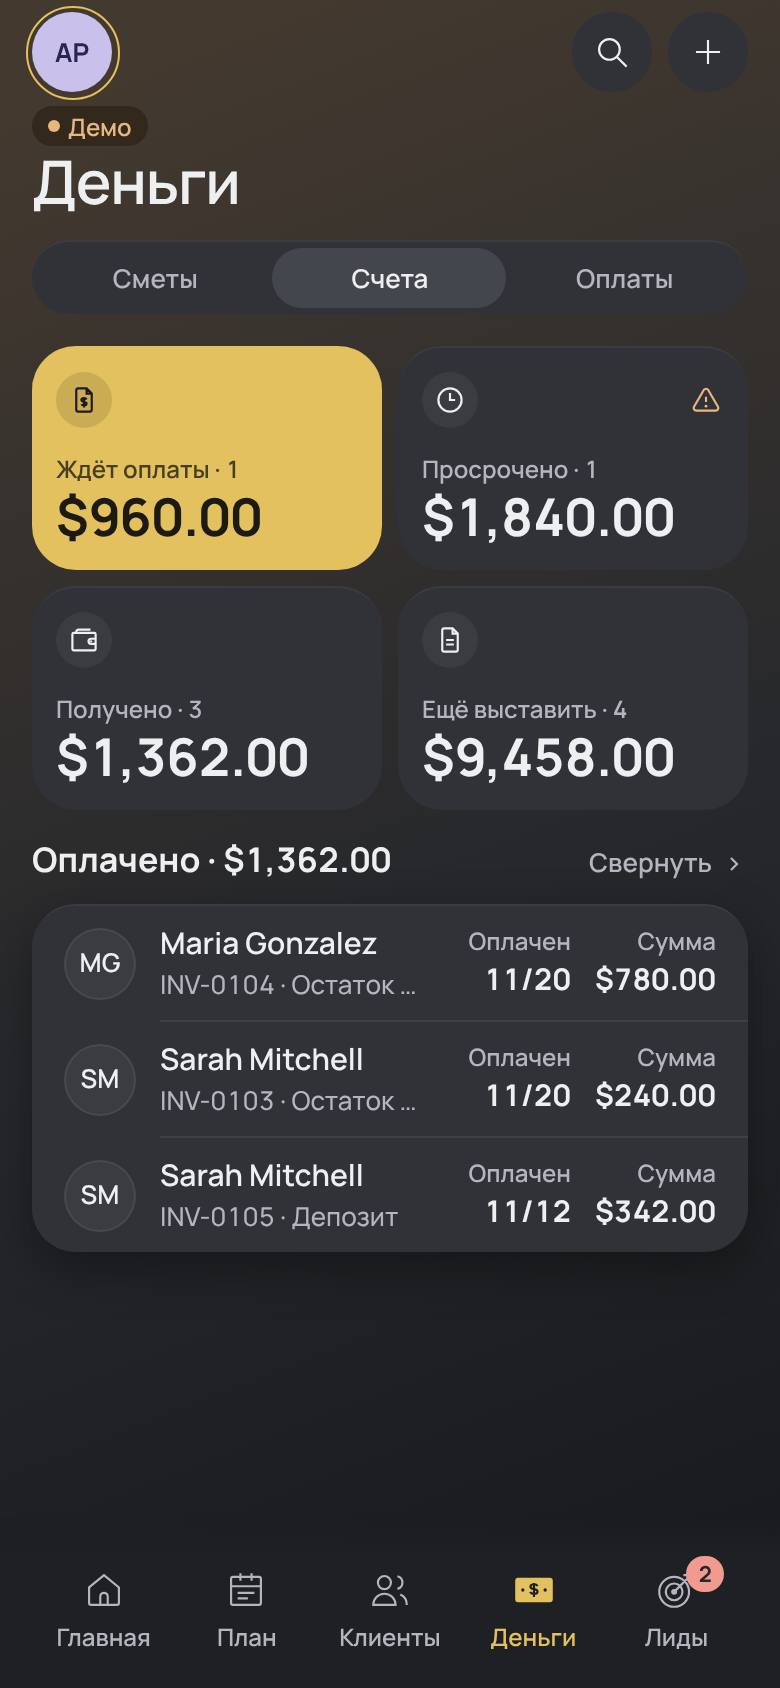 AP
Демо
Деньги
Сметы Счета Оплаты
Ждёт оплаты · 1
$960.00
Просрочено · 1
$1,840.00
Получено · 3
$1,362.00
Ещё выставить · 4
$9,458.00
Оплачено · $1,362.00 Свернуть
MG Maria Gonzalez Оплачен Сумма
INV-0104 · Остаток ... 11/20 $780.00
SM Sarah Mitchell Оплачен Сумма
INV-0103 · Остаток ... 11/20 $240.00
SM Sarah Mitchell Оплачен Сумма
INV-0105 · Депозит 11/12 $342.00
2
Главная План Клиенты Деньги Лиды